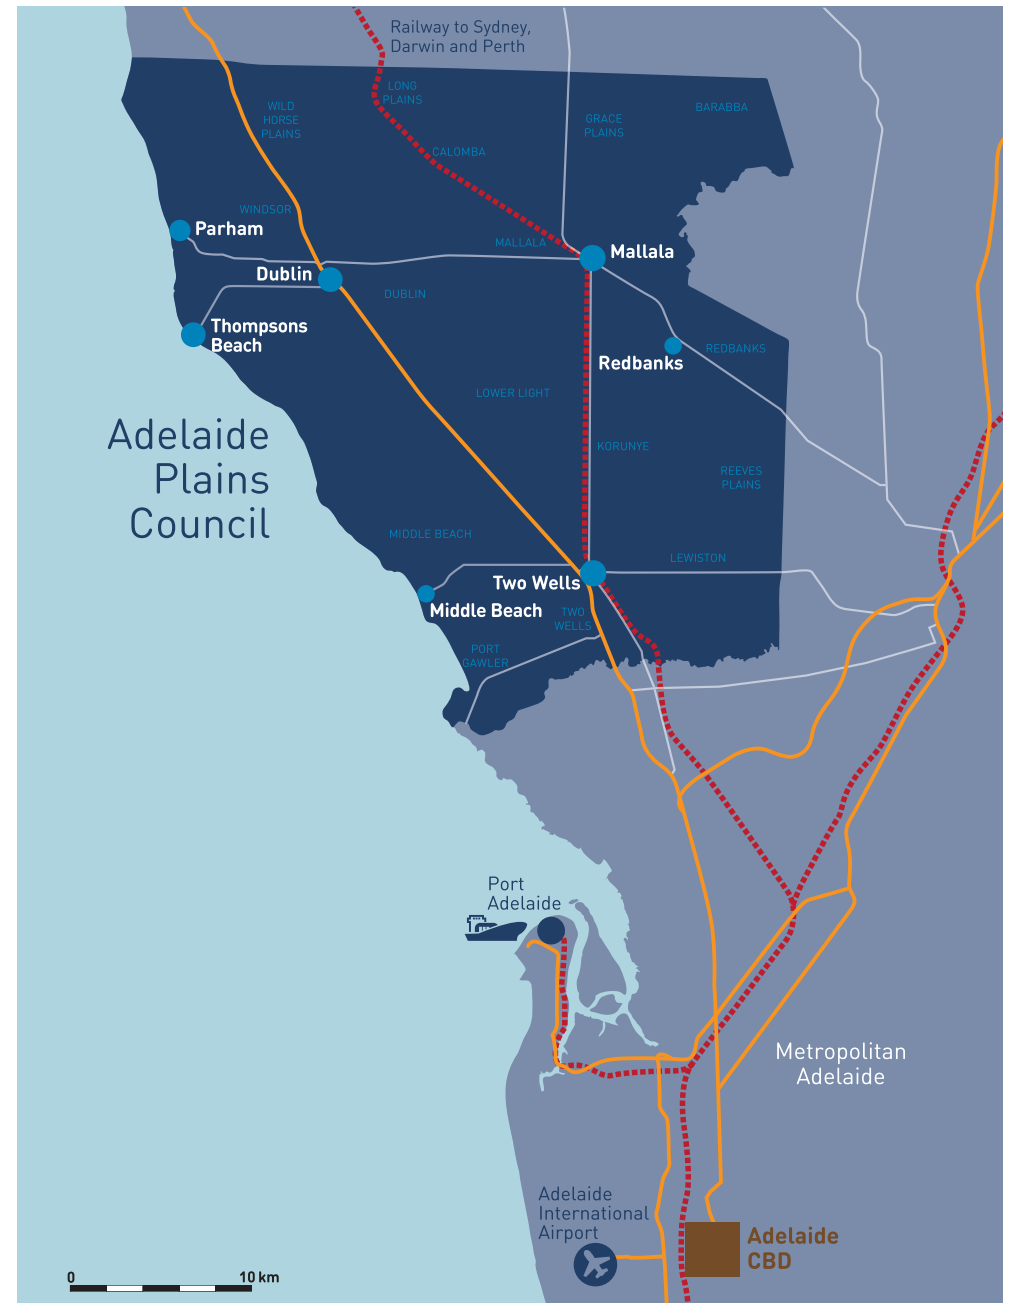 Railway to Sydney,
Darwin and Perth
LONG
PLAINS
WILD
HORSE
PLAINS
GRACE
PLAINS
BARABBA
CALOMBA
WINDSOR
Parham
MALLALA
Mallala
Dublin
DUBLIN
Thompsons
Beach
REDBANKS
Redbanks
LOWER LIGHT
Adelaide
Plains
Council
KORUNYE
REEVES
PLAINS
MIDDLE BEACH
LEWISTON
Two Wells
Middle Beach
TWO
WELLS
PORT
GAWLER
Port
Adelaide
Metropolitan
Adelaide
Adelaide
International
Airport
Adelaide
CBD
0 10 km